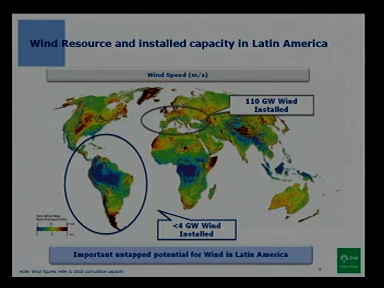 Wind Resource and installed capacity in Latin America
Wind Speed (m/s)
110 GW Wind
Installed
<4 GW Wind
Installed
Important untapped potential for Wind in Latin America
Note: Wind figures refer to 2012 cumulative capacity
4